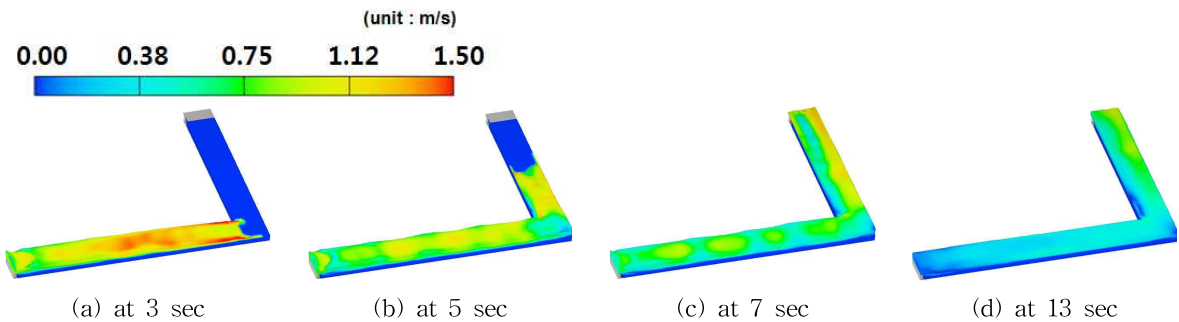 (unit : m/s)
0.00 0.38 0.75 1.12 1.50
(a) at 3 sec (b) at 5 sec (c) at 7 sec (d) at 13 sec